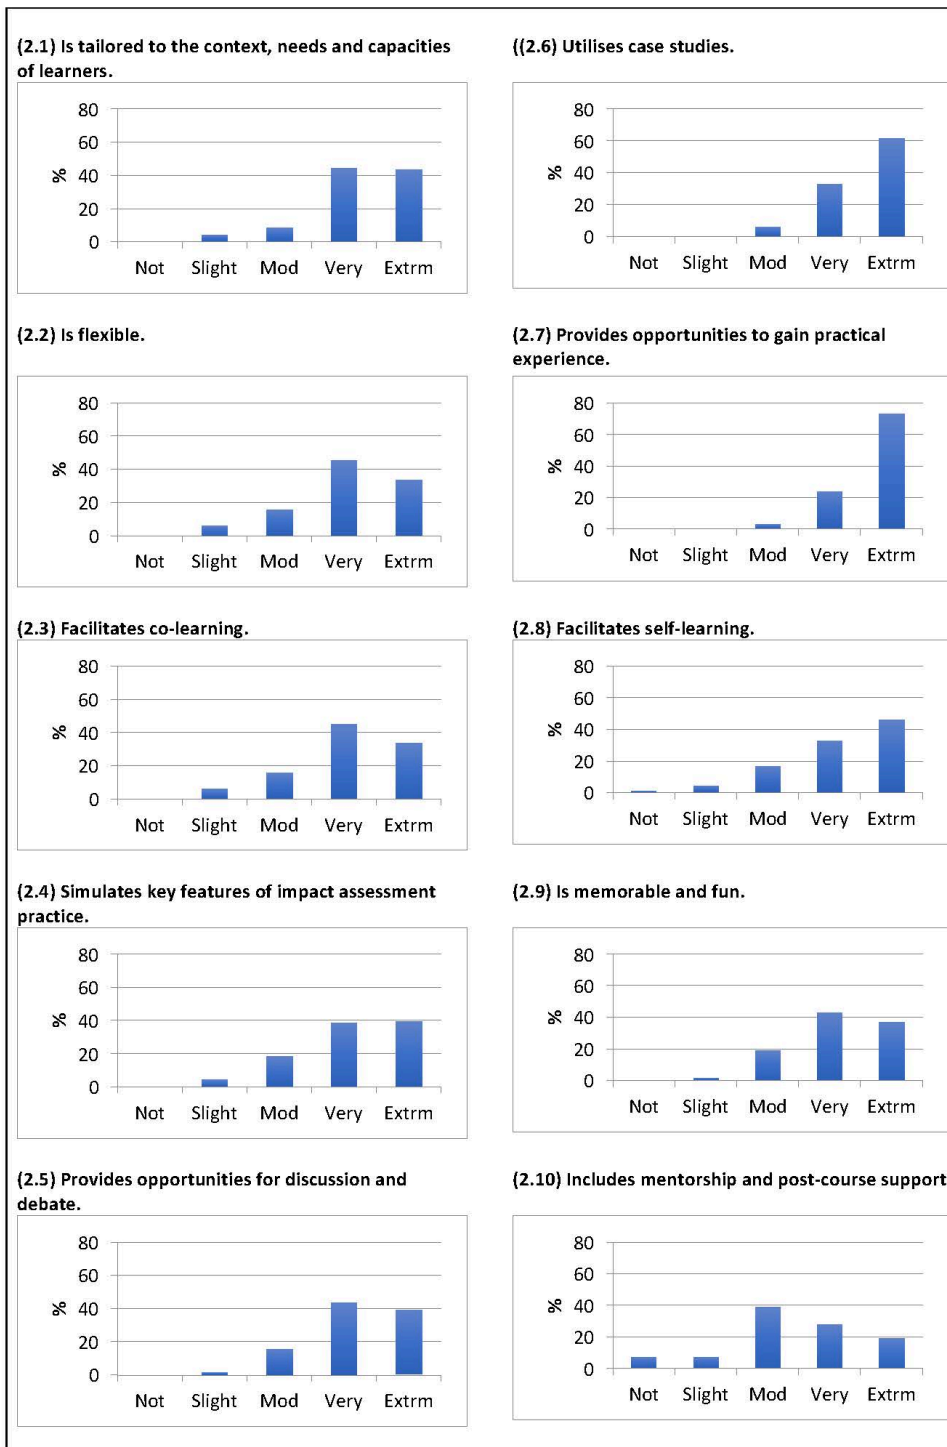 (2.1) Is tailored to the context, needs and capacities
of learners.
80
60
40
20
0
%
Not Slight Mod Very Extrm
(2.2) Is flexible.
80
60
40
20
0
%
Not Slight Mod Very Extrm
(2.3) Facilitates co-learning.
80
60
40
20
0
%
Not Slight Mod Very Extrm
(2.4) Simulates key features of impact assessment
practice.
80
60
40
20
0
%
Not Slight Mod Very Extrm
(2.5) Provides opportunities for discussion and
debate.
80
60
40
20
0
%
Not Slight Mod Very Extrm
((2.6) Utilises case studies.
80
60
40
20
0
%
Not Slight Mod Very Extrm
(2.7) Provides opportunities to gain practical
experience.
80
60
40
20
0
%
Not Slight Mod Very Extrm
(2.8) Facilitates self-learning.
80
60
40
20
0
%
Not Slight Mod Very Extrm
(2.9) Is memorable and fun.
80
60
40
20
0
%
Not Slight Mod Very Extrm
(2.10) Includes mentorship and post-course support
80
60
40
20
0
%
Not Slight Mod Very Extrm